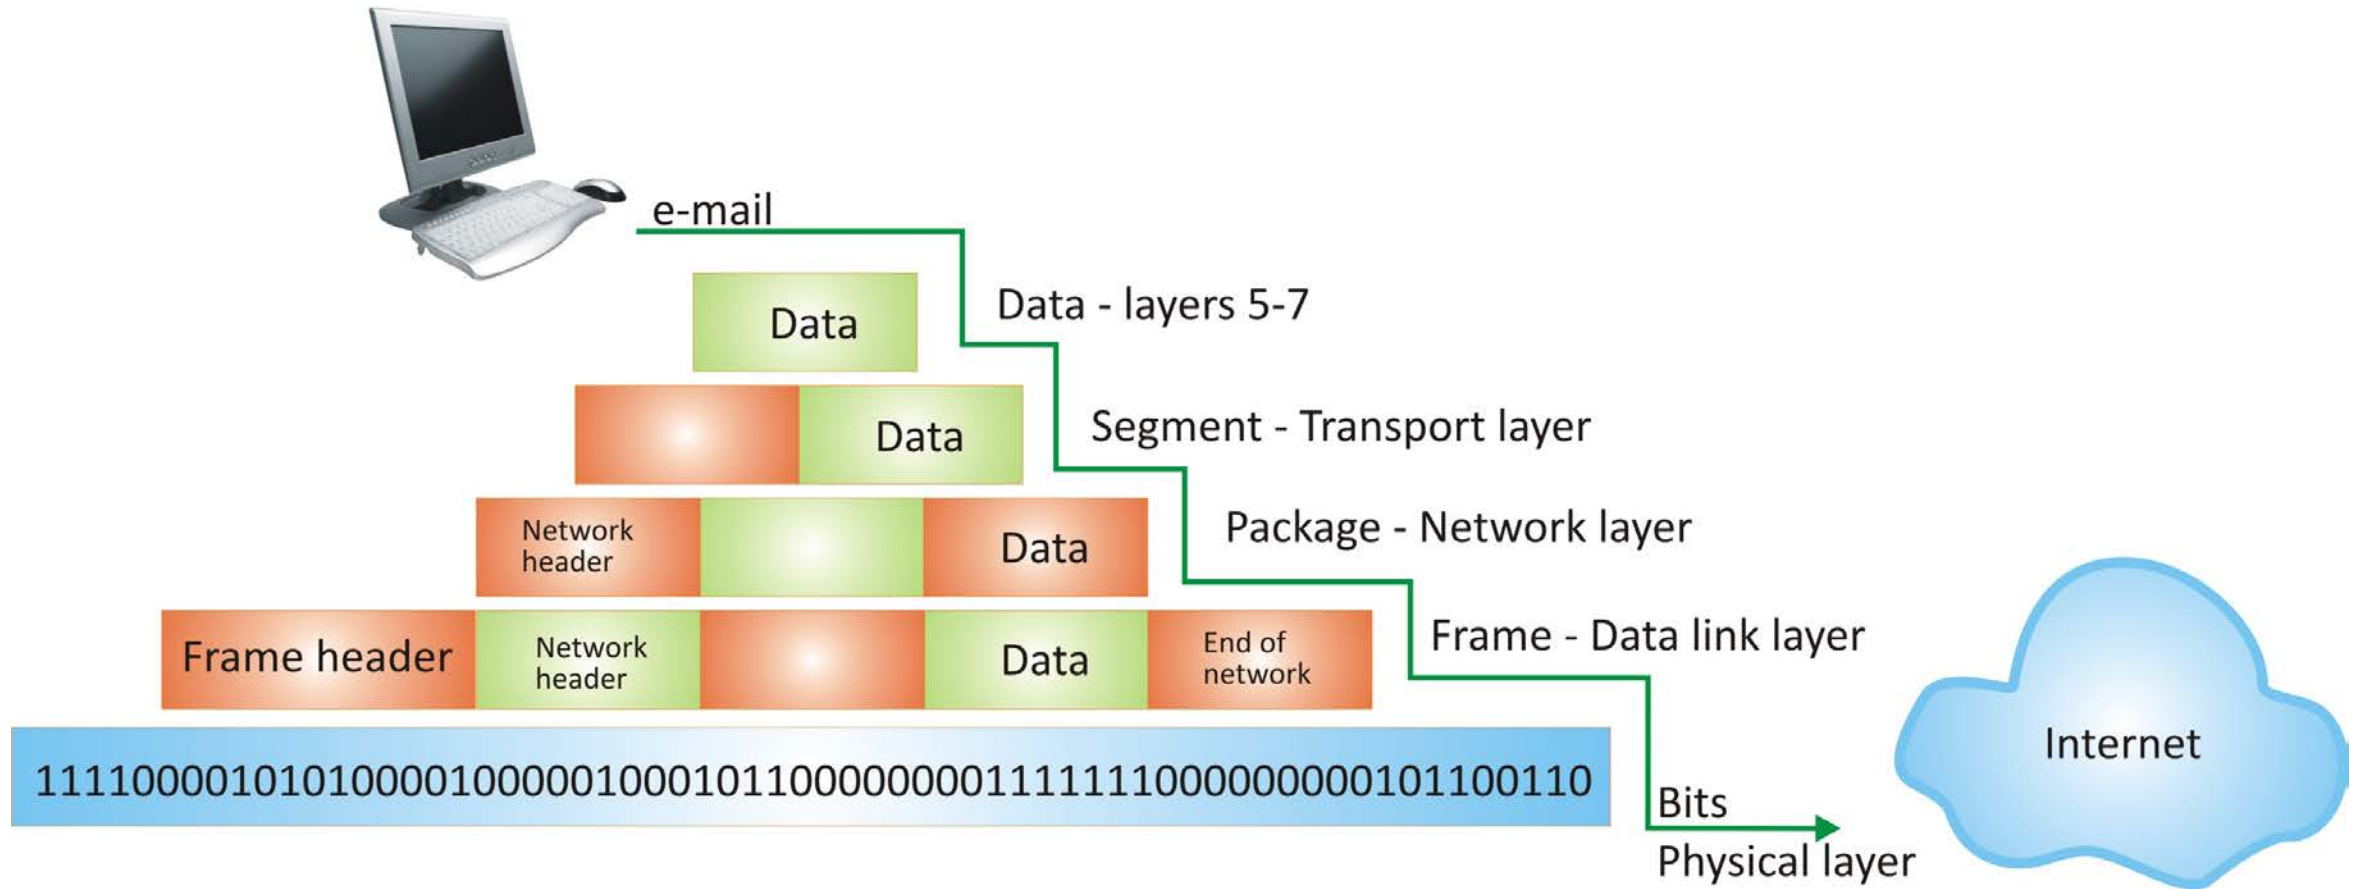 e-mail
Data
Data - layers 5-7
Data
Segment - Transport layer
Network
header
Data
Package - Network layer
Frame header
Network
header
Data
End of
network
Frame - Data link layer
11110000101010000100000100010110000000001111111000000000101100110
Bits
Physical layer
Internet